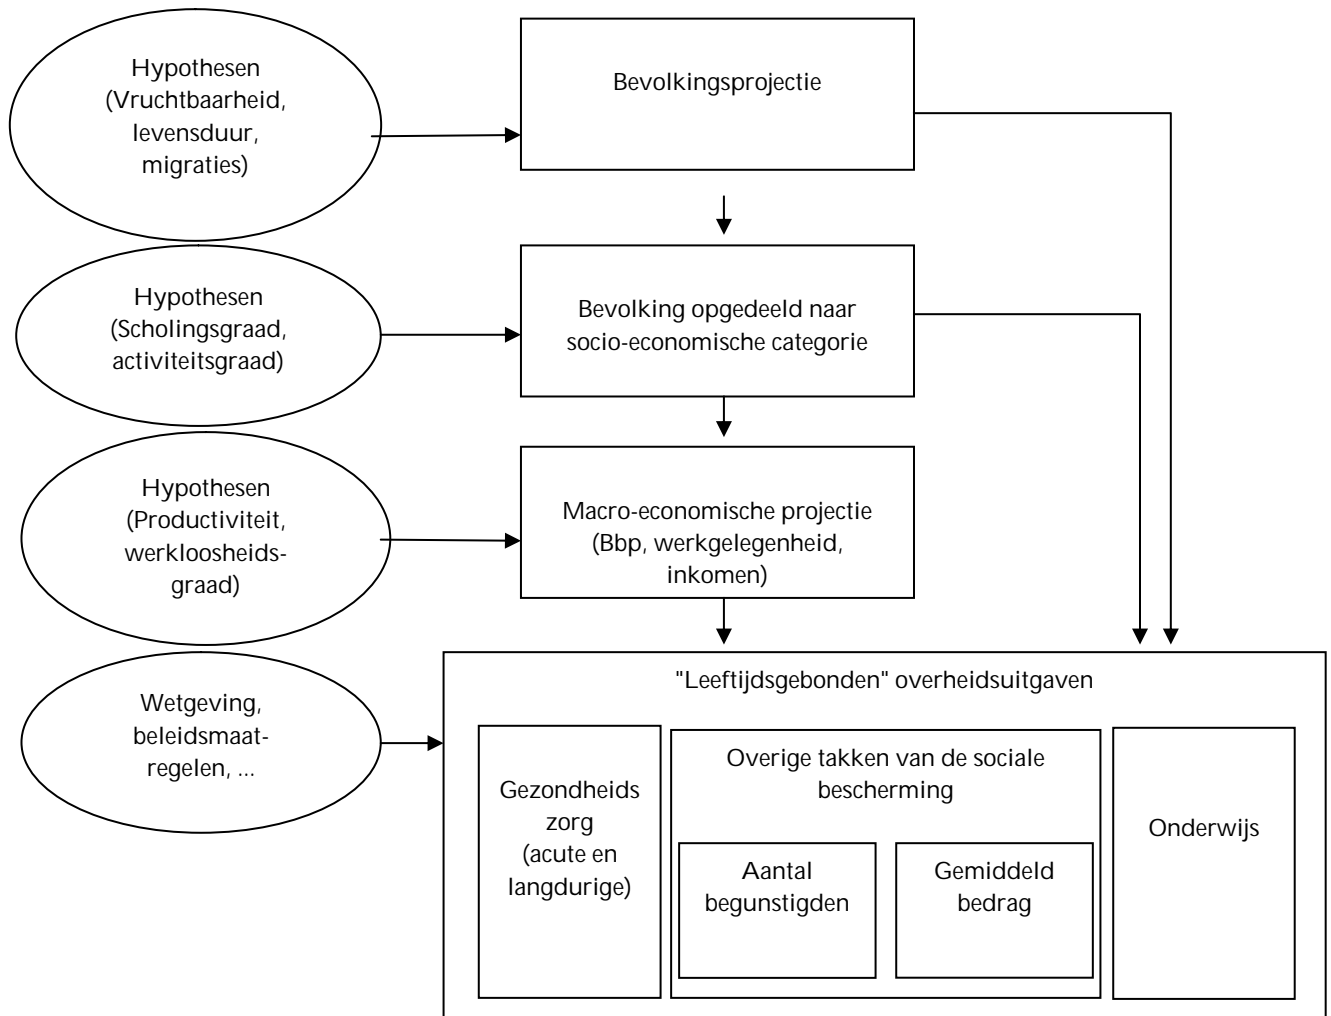 Hypothesen
(Vruchtbaarheid,
levensduur,
migraties)
Bevolkingsprojectie
Hypothesen
(Scholingsgraad,
activiteitsgraad)
Bevolking opgedeeld naar
socio-economische categorie
Hypothesen
(Productiviteit,
werkloosheids-
graad)
Macro-economische projectie
(Bbp, werkgelegenheid,
inkomen)
Wetgeving,
beleidsmaat-
regelen, ...
"Leeftijdsgebonden" overheidsuitgaven
Gezondheids
zorg
(acute en
langdurige)
Overige takken van de sociale
bescherming
Aantal
begunstigden
Gemiddeld
bedrag
Onderwijs